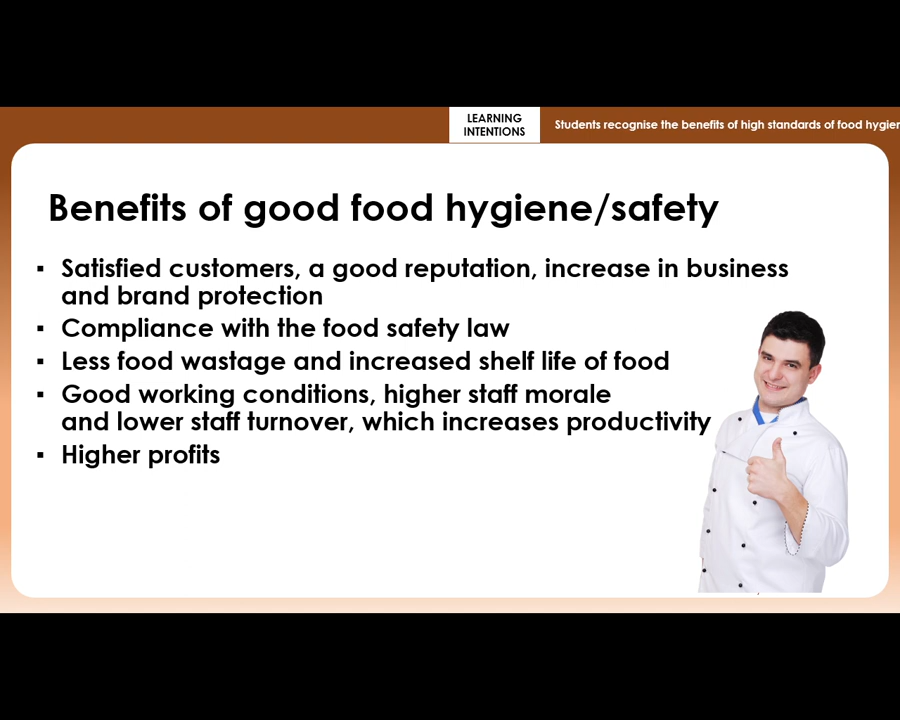 LEARNING
INTENTIONS
Students recognise the benefits of high standards of food
Benefits of good food hygiene/safety
▪ Satisfied customers, a good reputation, increase in business
and brand protection
▪ Compliance with the food safety law
▪ Less food wastage and increased shelf life of food
▪ Good working conditions, higher staff morale
and lower staff turnover, which increases productivity
▪ Higher profits